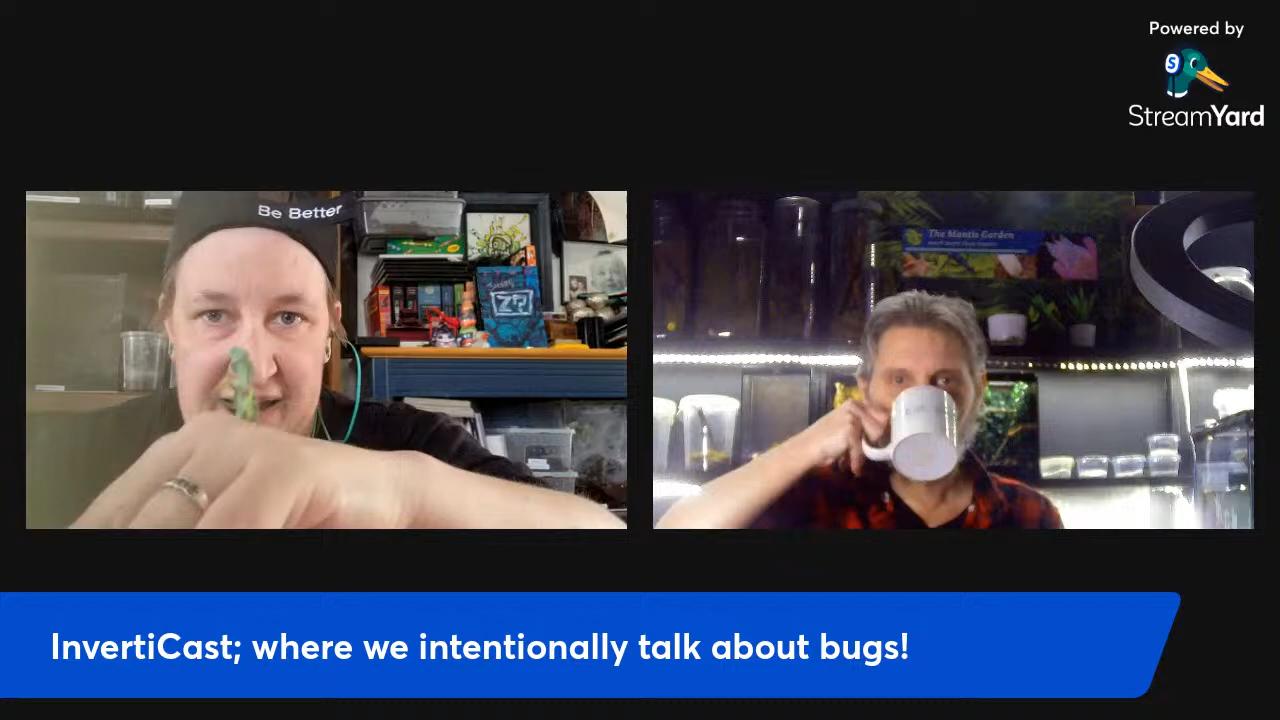 Powered by
S
StreamYard
Be Better
The Mantis Garden
InvertiCast; where we intentionally talk about bugs!